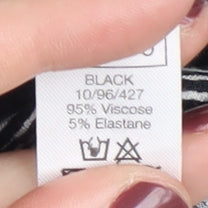 BLACK
10/96/427
95% Viscose
5% Elastane